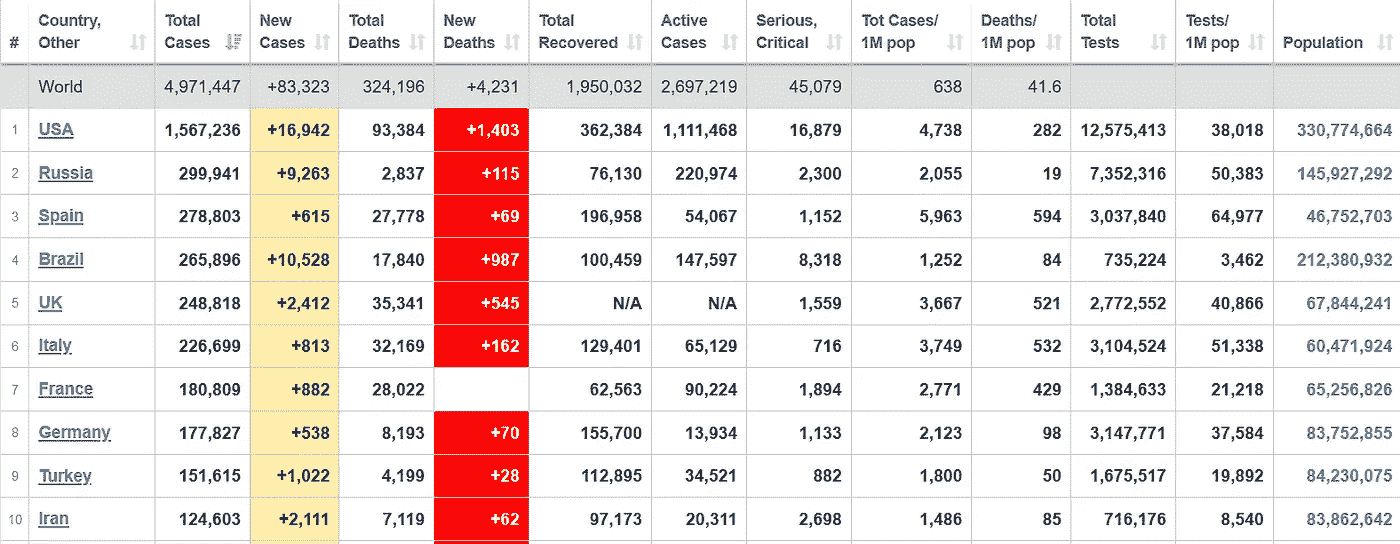 # Country, Other Total Cases New Cases Total Deaths New Deaths Total Recovered Active Cases Serious, Critical Tot Cases/ 1M pop Deaths/ 1M pop Total Tests Tests/ 1M pop Population
World 4,971,447 +83,323 324,196 +4,231 1,950,032 2,697,219 45,079 638 41.6
1 USA 1,567,236 +16,942 93,384 +1,403 362,384 1,111,468 16,879 4,738 282 12,575,413 38,018 330,774,664
2 Russia 299,941 +9,263 2,837 +115 76,130 220,974 2,300 2,055 19 7,352,316 50,383 145,927,292
3 Spain 278,803 +615 27,778 +69 196,958 54,067 1,152 5,963 594 3,037,840 64,977 46,752,703
4 Brazil 265,896 +10,528 17,840 +987 100,459 147,597 8,318 1,252 84 735,224 3,462 212,380,932
5 UK 248,818 +2,412 35,341 +545 N/A N/A 1,559 3,667 521 2,772,552 40,866 67,844,241
6 Italy 226,699 +813 32,169 +162 129,401 65,129 716 3,749 532 3,104,524 51,338 60,471,924
7 France 180,809 +882 28,022 62,563 90,224 1,894 2,771 429 1,384,633 21,218 65,256,826
8 Germany 177,827 +538 8,193 +70 155,700 13,934 1,133 2,123 98 3,147,771 37,584 83,752,855
9 Turkey 151,615 +1,022 4,199 +28 112,895 34,521 882 1,800 50 1,675,517 19,892 84,230,075
10 Iran 124,603 +2,111 7,119 +62 97,173 20,311 2,698 1,486 85 716,176 8,540 83,862,642